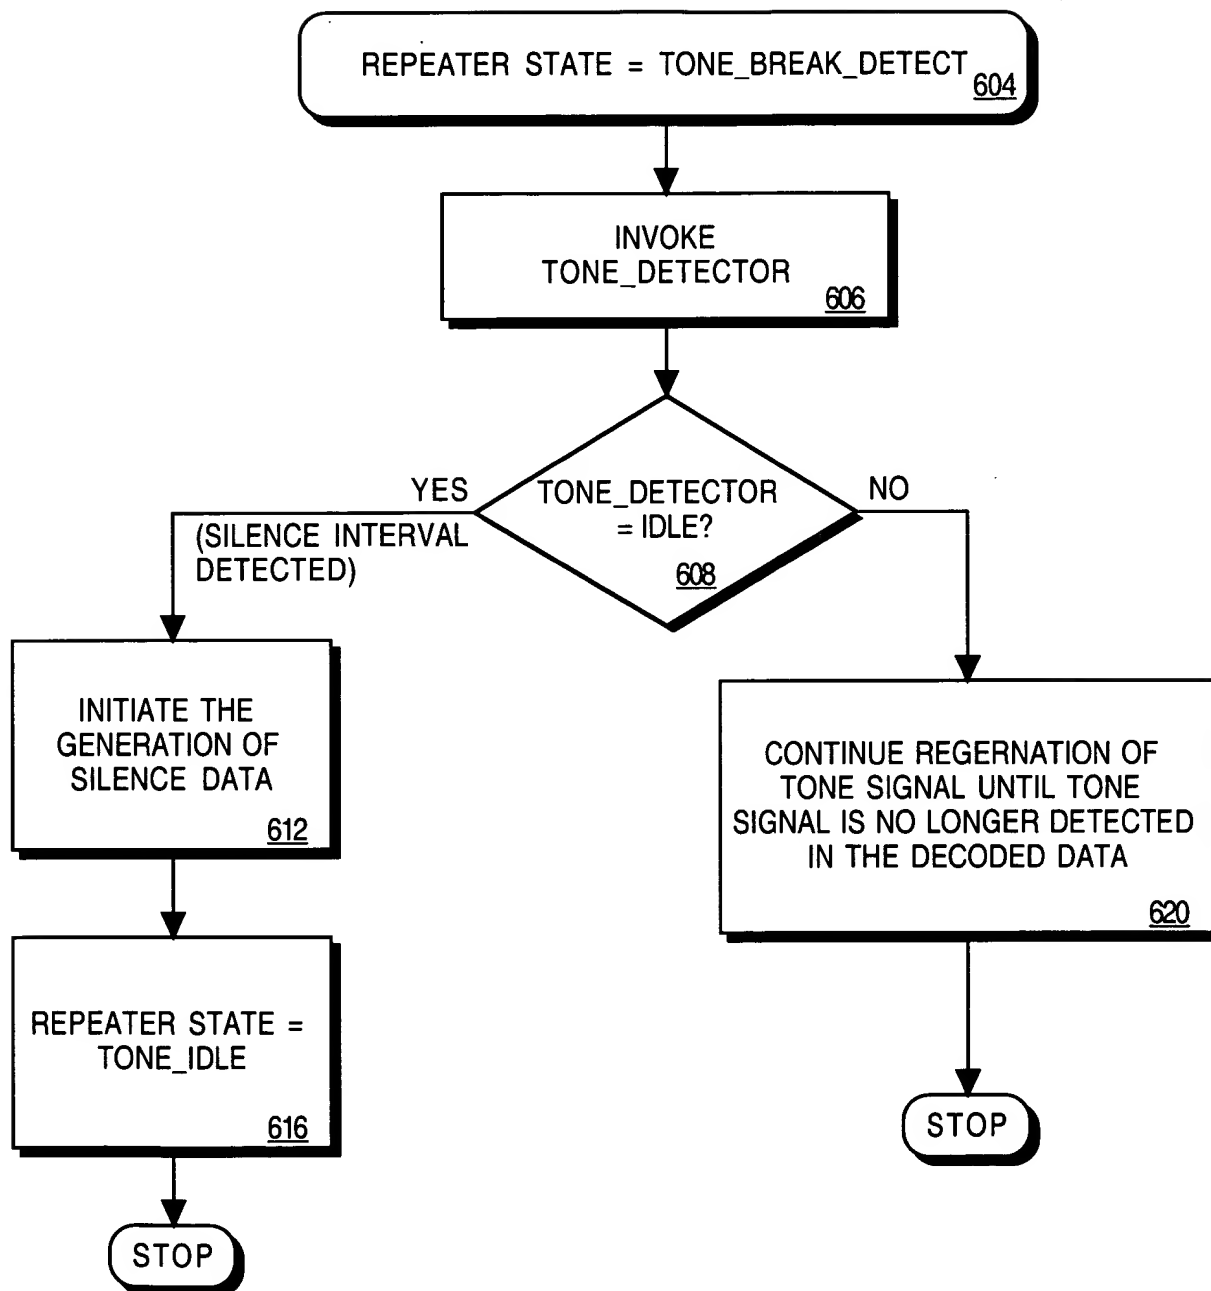 REPEATER STATE = TONE_BREAK_DETECT
604
INVOKE
TONE_DETECTOR
606
YES
TONE_DETECTOR
= IDLE?
608
NO
(SILENCE INTERVAL
DETECTED)
INITIATE THE
GENERATION OF
SILENCE DATA
612
CONTINUE REGERNATION OF
TONE SIGNAL UNTIL TONE
SIGNAL IS NO LONGER DETECTED
IN THE DECODED DATA
620
REPEATER STATE =
TONE_IDLE
616
STOP
STOP